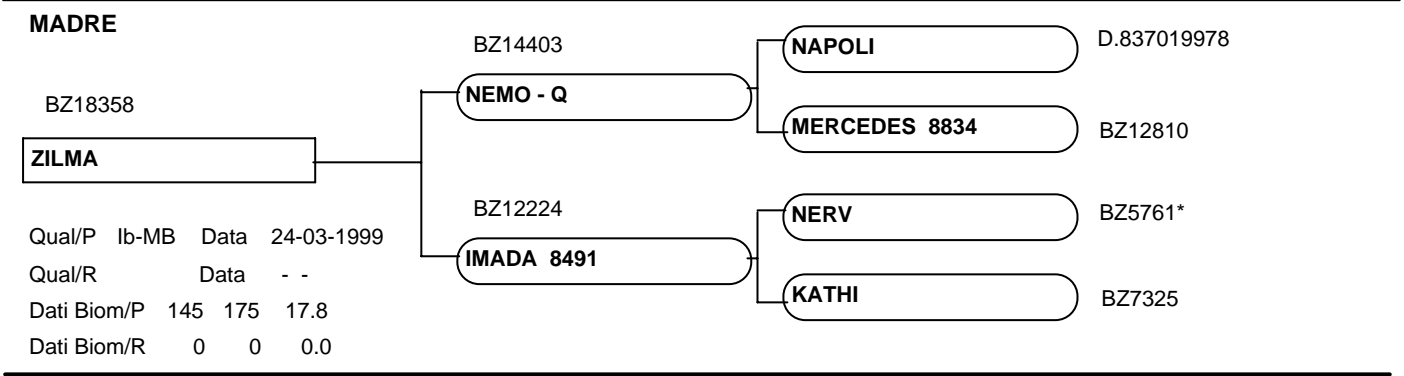 MADRE
BZ18358
ZILMA
Qual/P Ib-MB Data 24-03-1999
Qual/R Data - -
Dati Biom/P 145 175 17.8
Dati Biom/R 0 0 0.0
BZ14403
NEMO - Q
BZ12224
IMADA 8491
NAPOLI D.837019978
MERCEDES 8834 BZ12810
NERV BZ5761*
KATHI BZ7325